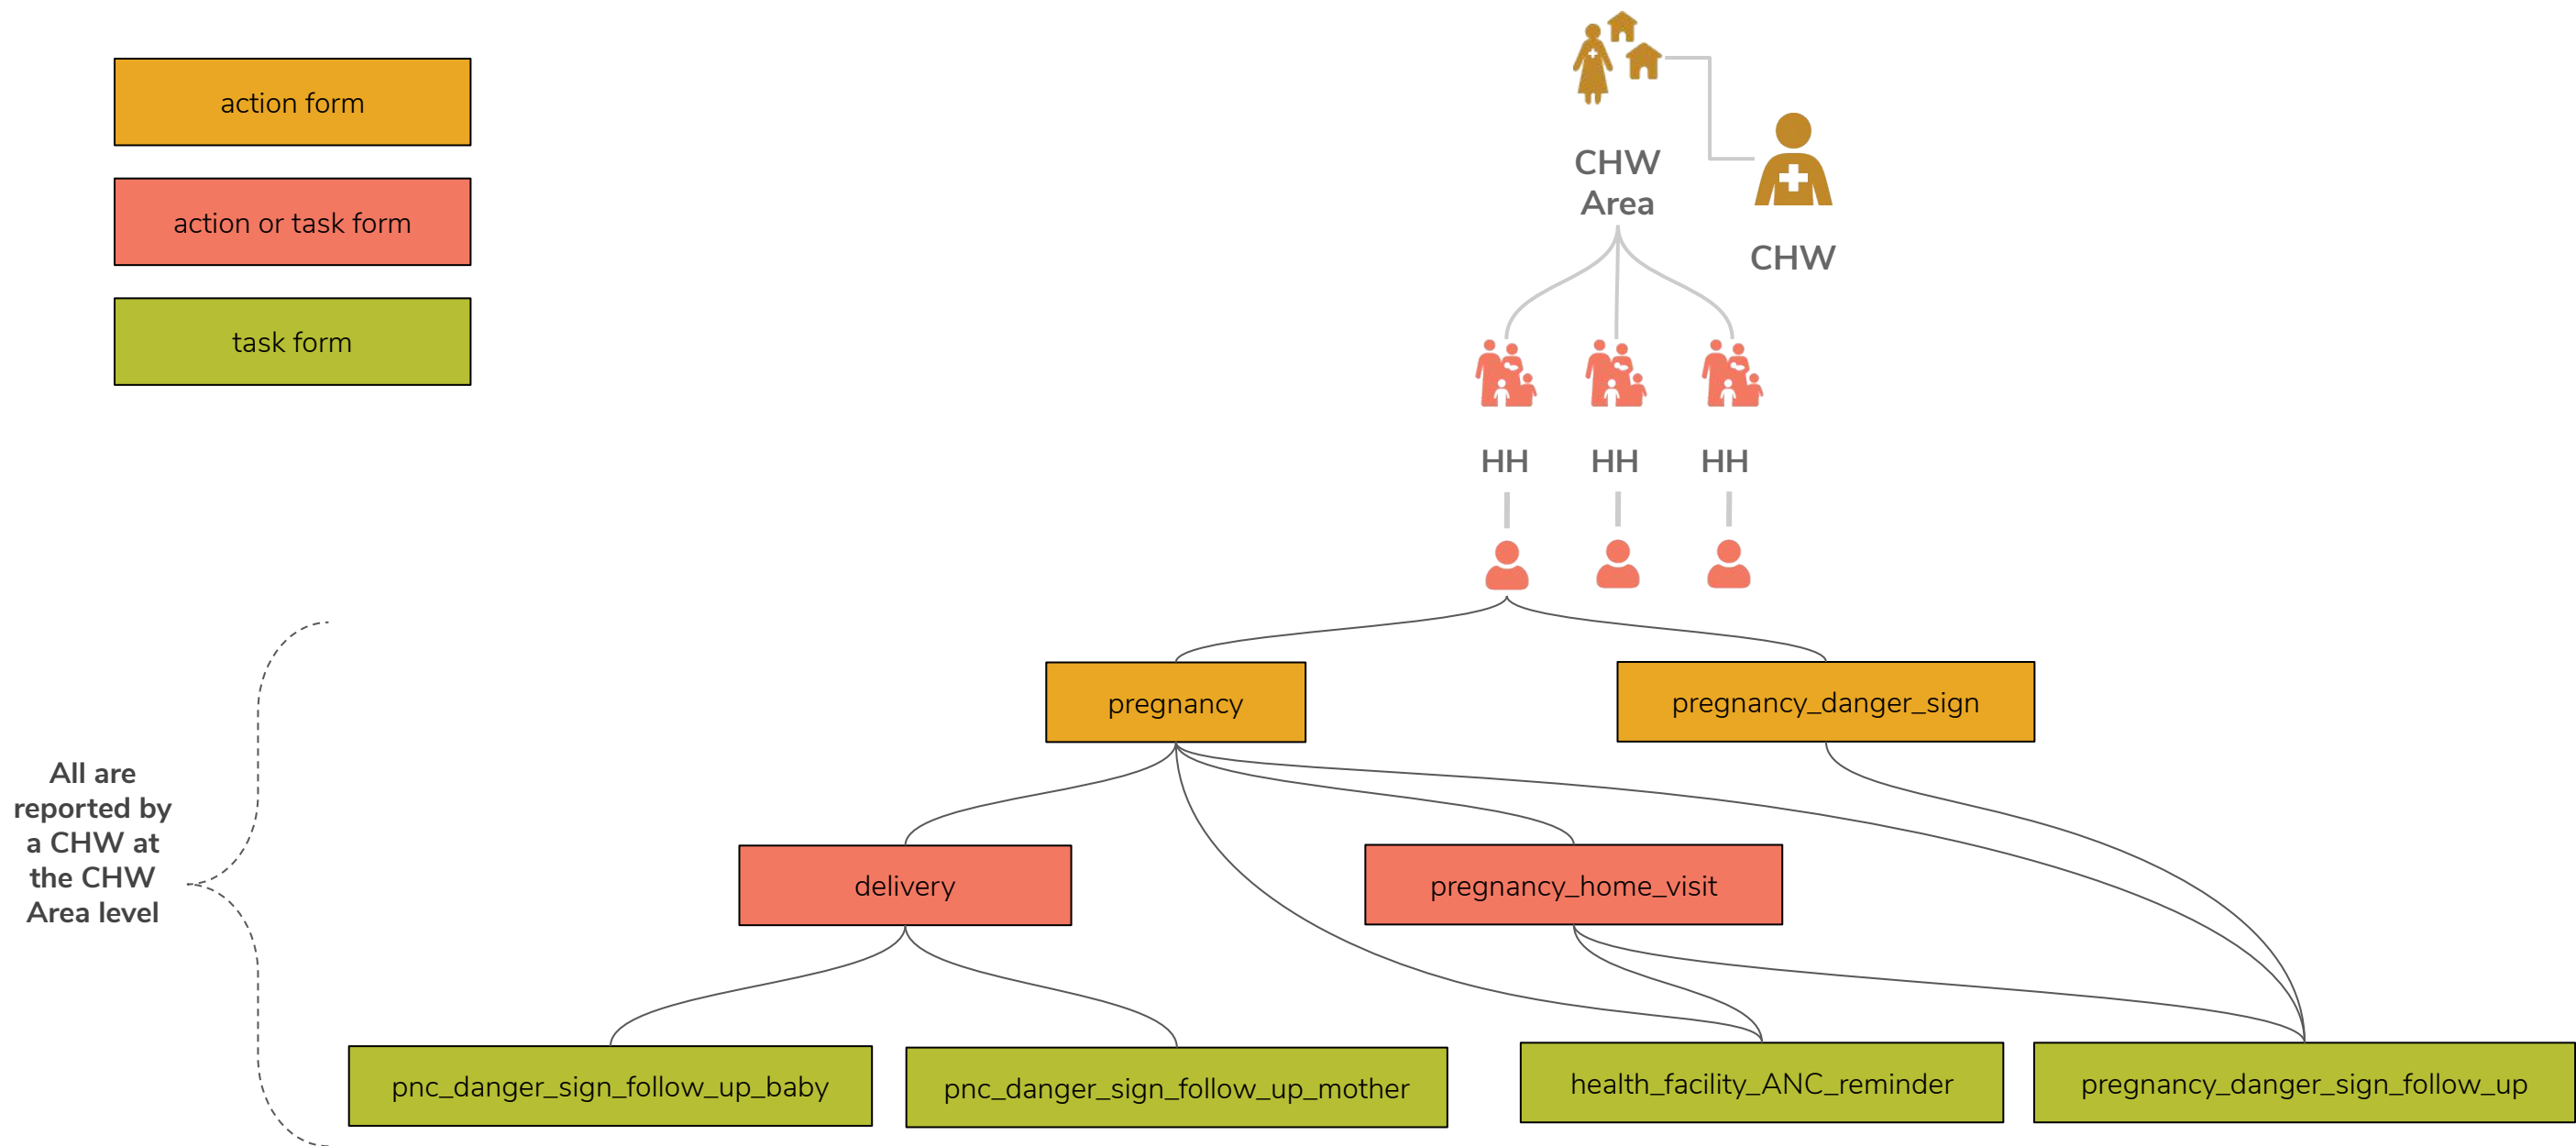 action form
action or task form
task form
CHW
Area
CHW
HH
HH
HH
pregnancy
pregnancy_danger_sign
All are
reported by
a CHW at
the CHW
Area level
delivery
pregnancy_home_visit
pnc_danger_sign_follow_up_baby
pnc_danger_sign_follow_up_mother
health_facility_ANC_reminder
pregnancy_danger_sign_follow_up